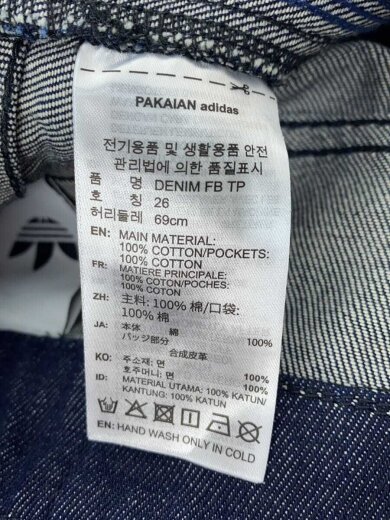 PAKAIAN adidas
전기용품 및 생활용품 안전
관리법에 의한 품질표시
품 명 DENIM FB TP
호 칭 26
허리둘레 69cm
EN: MAIN MATERIAL:
100% COTTON/POCKETS:
100% COTTON
FR: MATIERE PRINCIPALE:
100% COTON/POCHES:
100% COTON
ZH: 主料: 100% 棉/口袋:
100% 棉
JA: 本体 綿 100%
パッジ部分 合成皮革
KO: 주소재: 면 100%
호주머니: 면 100%
ID: MATERIAL UTAMA: 100% KATUN/
KANTUNG: 100% KATUN
EN: HAND WASH ONLY IN COLD